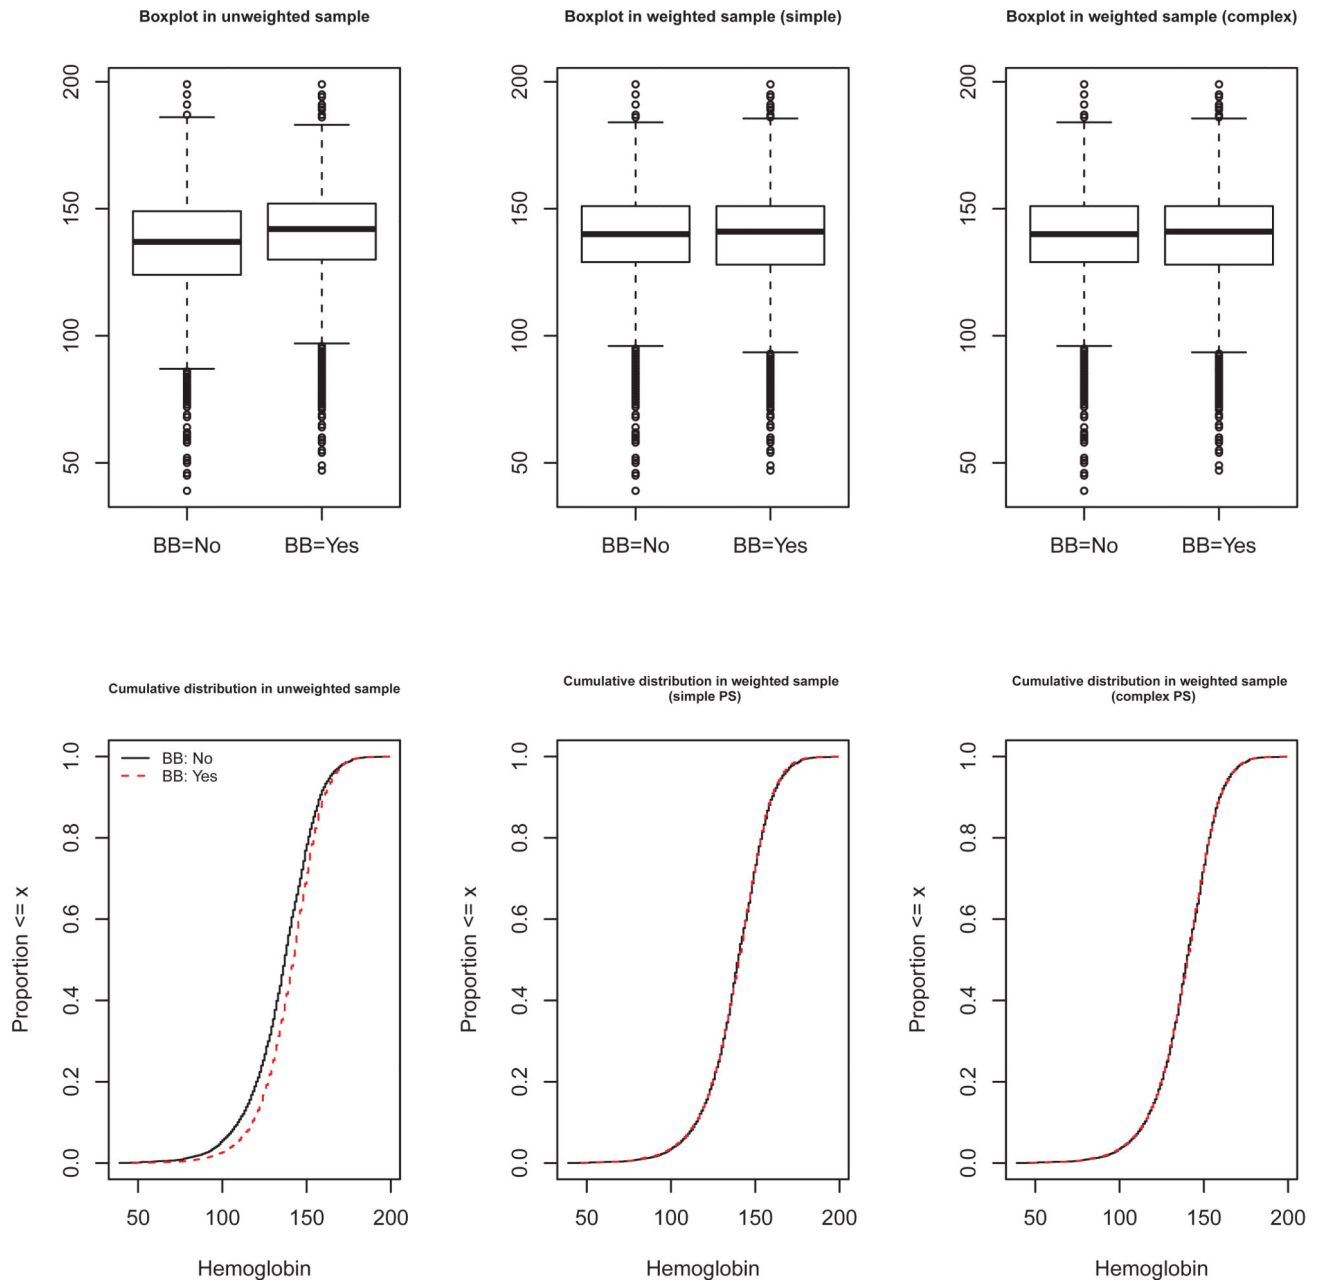 Boxplot in unweighted sample
200
150
100
50
BB=No BB=Yes
Boxplot in weighted sample (simple)
200
150
100
50
BB=No BB=Yes
Boxplot in weighted sample (complex)
200
150
100
50
BB=No BB=Yes
Cumulative distribution in unweighted sample
BB: No
BB: Yes
Proportion <= x
1.0
0.8
0.6
0.4
0.2
0.0
50 100 150 200
Hemoglobin
Cumulative distribution in weighted sample
(simple PS)
Proportion <= x
1.0
0.8
0.6
0.4
0.2
0.0
50 100 150 200
Hemoglobin
Cumulative distribution in weighted sample
(complex PS)
Proportion <= x
1.0
0.8
0.6
0.4
0.2
0.0
50 100 150 200
Hemoglobin